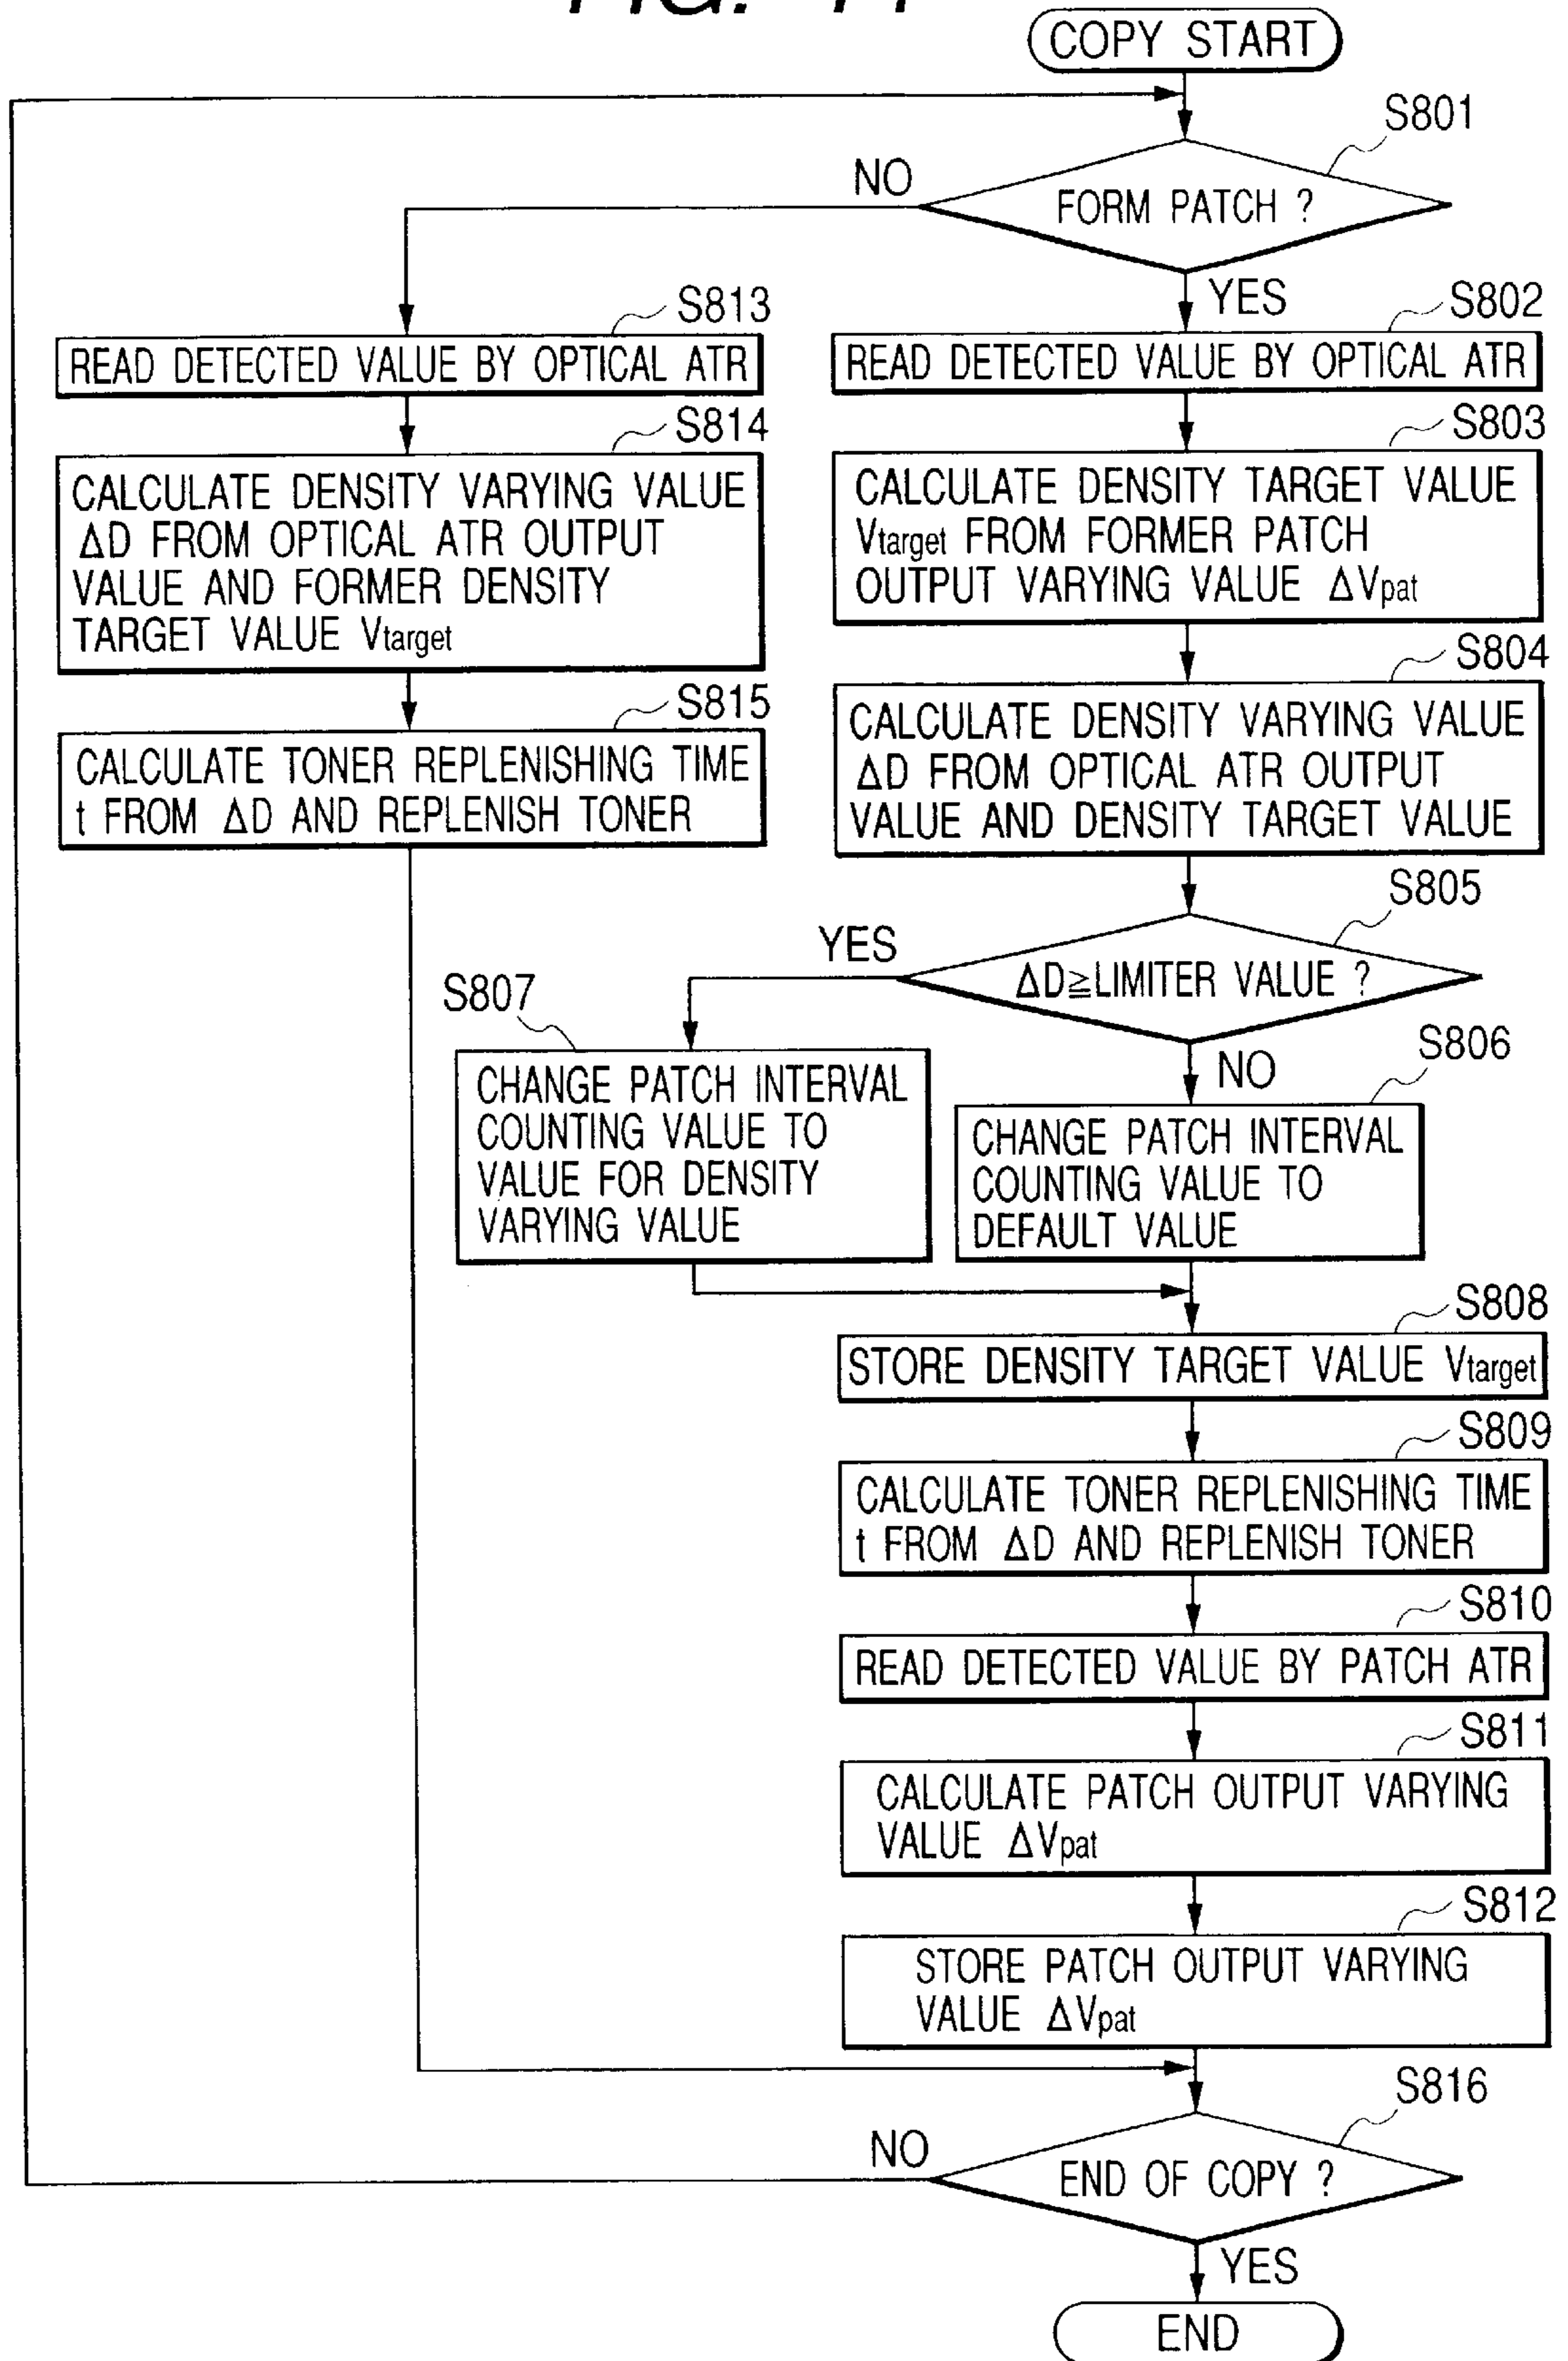 COPY START
S801
NO
FORM PATCH ?
YES
S813
S802
READ DETECTED VALUE BY OPTICAL ATR
READ DETECTED VALUE BY OPTICAL ATR
S814
S803
CALCULATE DENSITY VARYING VALUE
ΔD FROM OPTICAL ATR OUTPUT
VALUE AND FORMER DENSITY
TARGET VALUE Vtarget
CALCULATE DENSITY TARGET VALUE
Vtarget FROM FORMER PATCH
OUTPUT VARYING VALUE ΔVpat
S815
S804
CALCULATE TONER REPLENISHING TIME
t FROM ΔD AND REPLENISH TONER
CALCULATE DENSITY VARYING VALUE
ΔD FROM OPTICAL ATR OUTPUT
VALUE AND DENSITY TARGET VALUE
S805
YES
ΔD≧LIMITER VALUE ?
S807
NO
S806
CHANGE PATCH INTERVAL
COUNTING VALUE TO
VALUE FOR DENSITY
VARYING VALUE
CHANGE PATCH INTERVAL
COUNTING VALUE TO
DEFAULT VALUE
S808
STORE DENSITY TARGET VALUE Vtarget
S809
CALCULATE TONER REPLENISHING TIME
t FROM ΔD AND REPLENISH TONER
S810
READ DETECTED VALUE BY PATCH ATR
S811
CALCULATE PATCH OUTPUT VARYING
VALUE ΔVpat
S812
STORE PATCH OUTPUT VARYING
VALUE ΔVpat
S816
NO
END OF COPY ?
YES
END